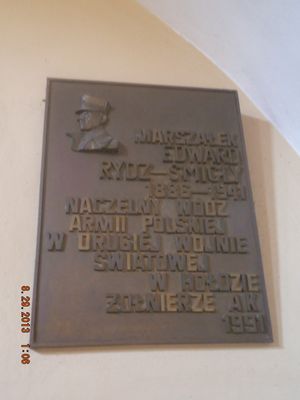 MARSZAŁEK
EDWARD
RYDZ-ŚMIGŁY
1886-1941
NACZELNY WÓDZ
ARMII POLSKIEJ
W DRUGIEJ WOJNIE
ŚWIATOWEJ
W HOŁDZIE
ŻOŁNIERZE AK
1991
8.29.2013 1:06